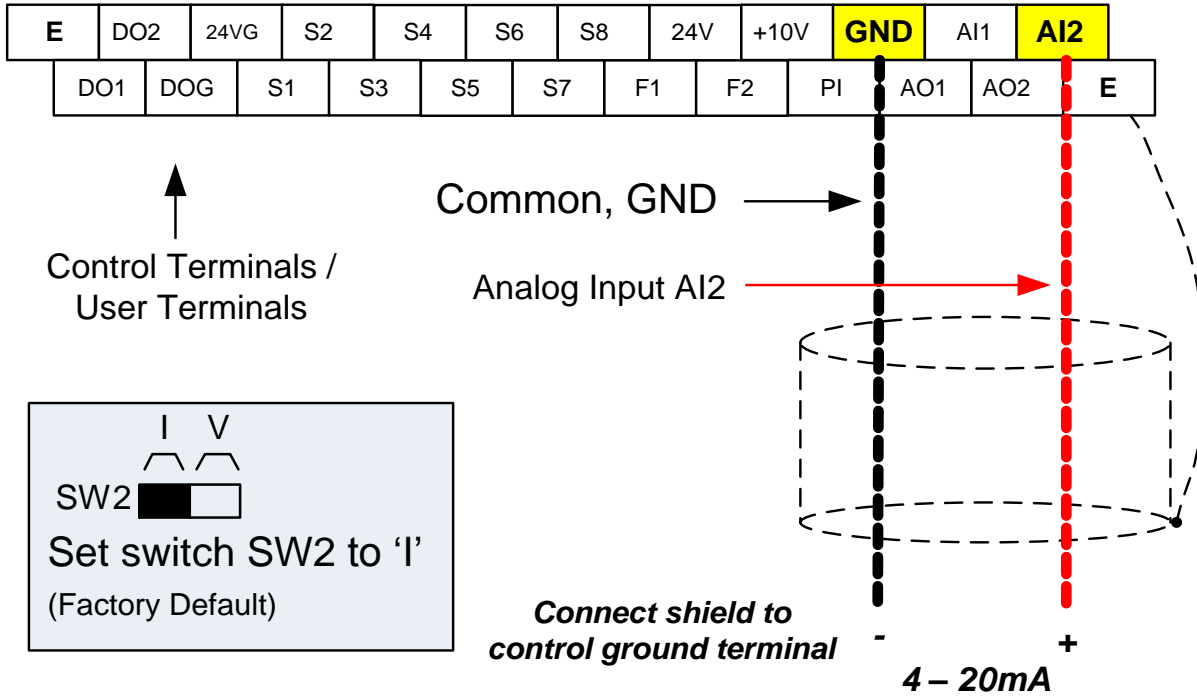 E DO2 24VG S2 S4 S6 S8 24V +10V GND AI1 AI2
DO1 DOG S1 S3 S5 S7 F1 F2 PI AO1 AO2 E
Common, GND
Control Terminals /
User Terminals
Analog Input AI2
I V
SW2
Set switch SW2 to ‘I’
(Factory Default)
Connect shield to
control ground terminal
- +
4 – 20mA